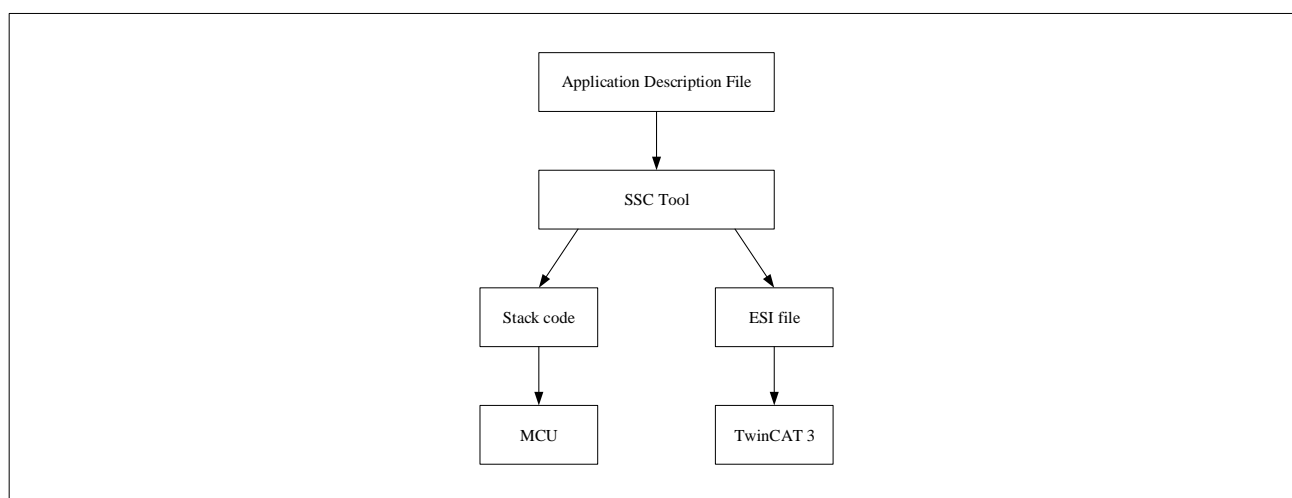 Application Description File
SSC Tool
Stack code
ESI file
MCU
TwinCAT 3